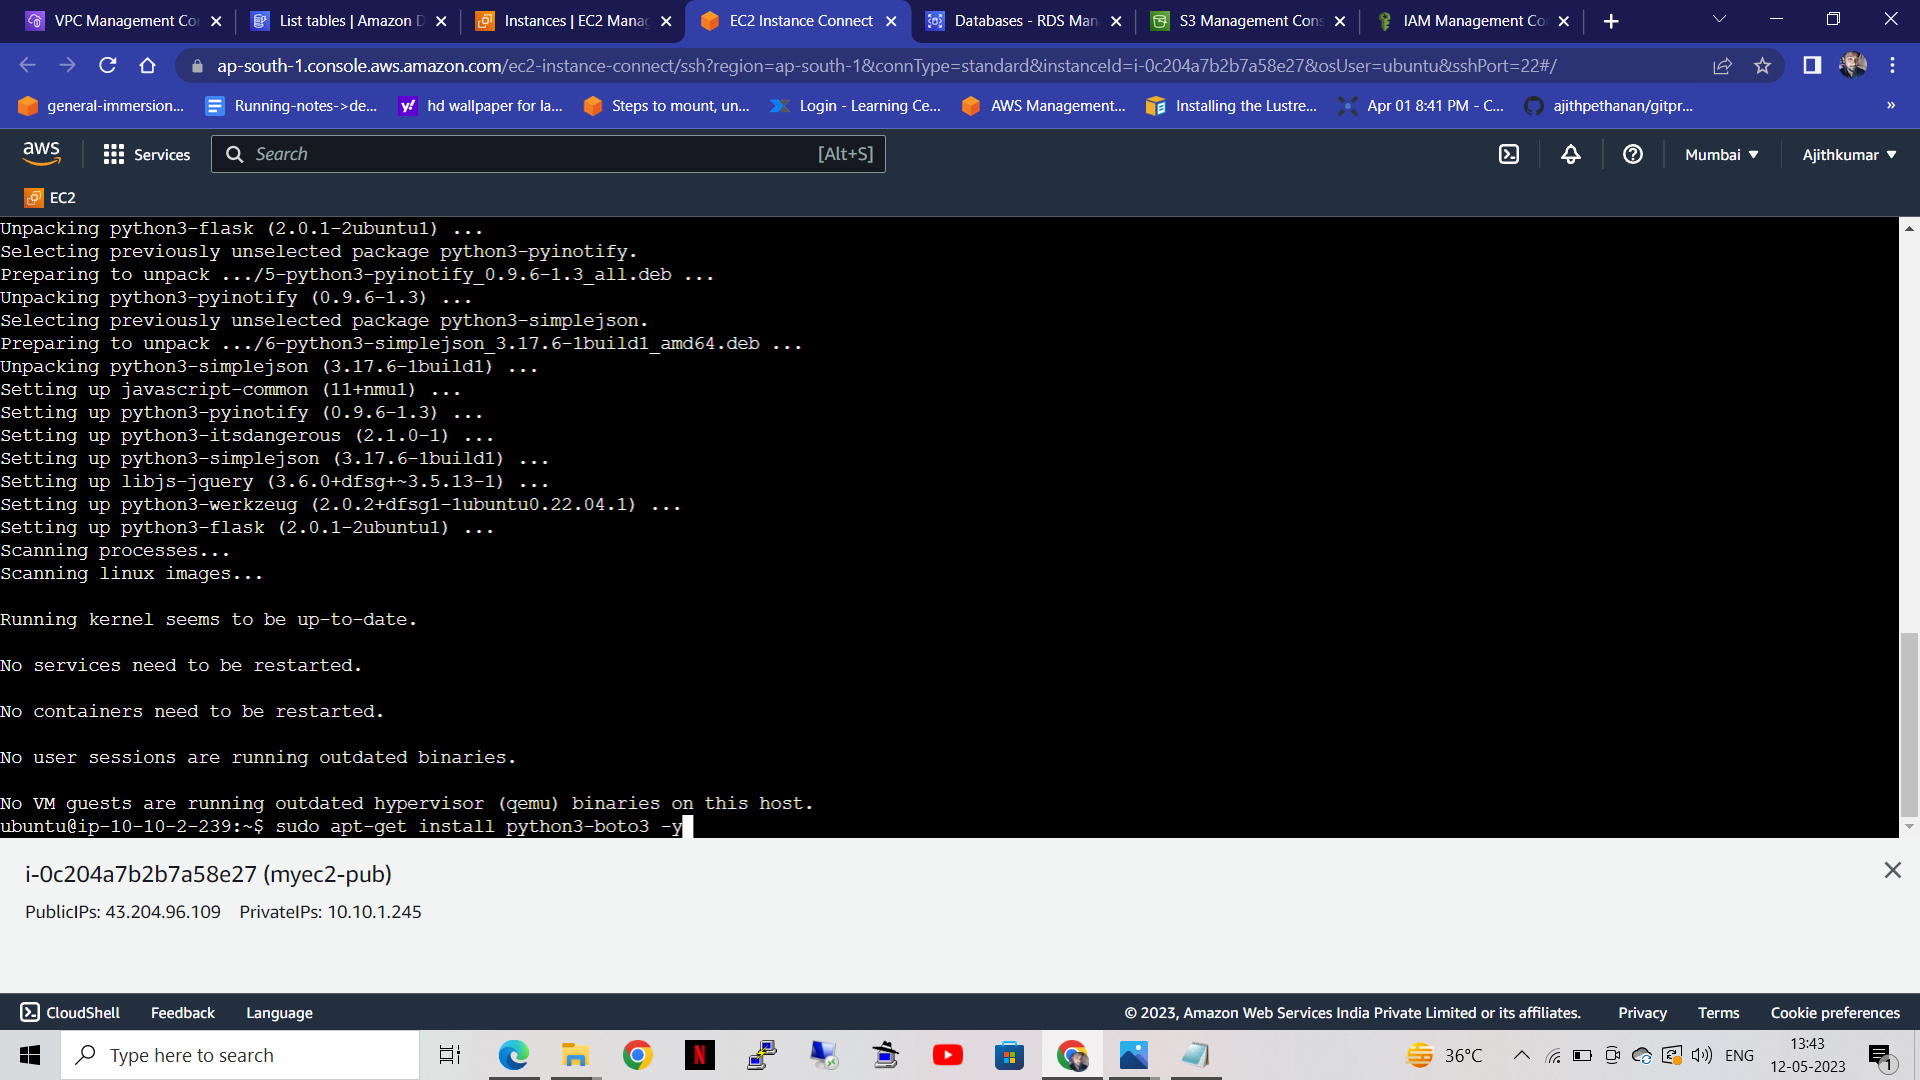 VPC Management Co
List tables | Amazon D
Instances | EC2 Manag
EC2 Instance Connect
Databases - RDS Man
S3 Management Cons
IAM Management Co
ap-south-1.console.aws.amazon.com/ec2-instance-connect/ssh?region=ap-south-1&connType=standard&instanceId=i-0c204a7b2b7a58e27&osUser=ubuntu&sshPort=22#/
general-immersion...
Running-notes->de...
hd wallpaper for la...
Steps to mount, un...
Login - Learning Ce...
AWS Management...
Installing the Lustre...
Apr 01 8:41 PM - C...
ajithpethanan/gitpr...
»
aws
Services
Search [Alt+S]
Mumbai
Ajithkumar
EC2
Unpacking python3-flask (2.0.1-2ubuntu1) ...
Selecting previously unselected package python3-pyinotify.
Preparing to unpack .../5-python3-pyinotify_0.9.6-1.3_all.deb ...
Unpacking python3-pyinotify (0.9.6-1.3) ...
Selecting previously unselected package python3-simplejson.
Preparing to unpack .../6-python3-simplejson_3.17.6-1build1_amd64.deb ...
Unpacking python3-simplejson (3.17.6-1build1) ...
Setting up javascript-common (11+nmu1) ...
Setting up python3-pyinotify (0.9.6-1.3) ...
Setting up python3-itsdangerous (2.1.0-1) ...
Setting up python3-simplejson (3.17.6-1build1) ...
Setting up libjs-jquery (3.6.0+dfsg+~3.5.13-1) ...
Setting up python3-werkzeug (2.0.2+dfsg1-1ubuntu0.22.04.1) ...
Setting up python3-flask (2.0.1-2ubuntu1) ...
Scanning processes...
Scanning linux images...
Running kernel seems to be up-to-date.
No services need to be restarted.
No containers need to be restarted.
No user sessions are running outdated binaries.
No VM guests are running outdated hypervisor (qemu) binaries on this host.
ubuntu@ip-10-10-2-239:~$ sudo apt-get install python3-boto3 -y
i-0c204a7b2b7a58e27 (myec2-pub)
PublicIPs: 43.204.96.109 PrivateIPs: 10.10.1.245
CloudShell
Feedback
Language
© 2023, Amazon Web Services India Private Limited or its affiliates.
Privacy
Terms
Cookie preferences
Type here to search
36°C
ENG
13:43
12-05-2023
1